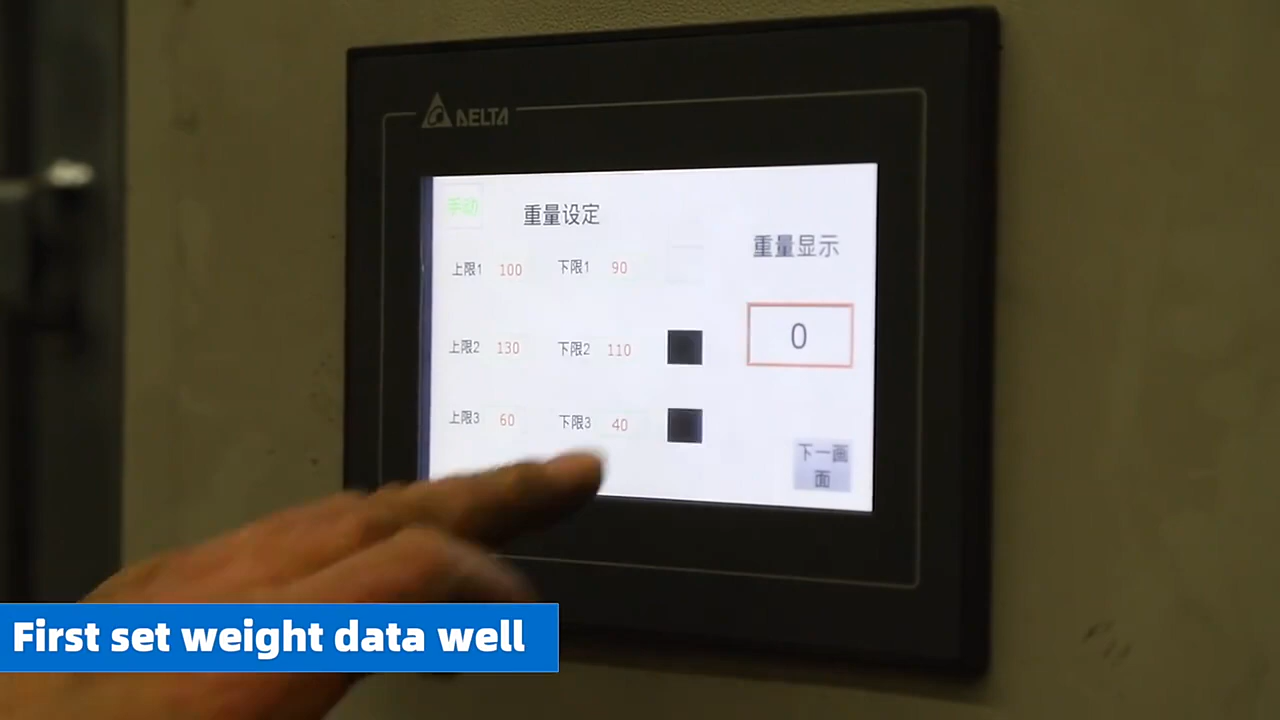 DELTA
手动
重量设定
重量显示
上限1 100 下限1 90
0
上限2 130 下限2 110
上限3 60 下限3 40
下一画
面
First set weight data well